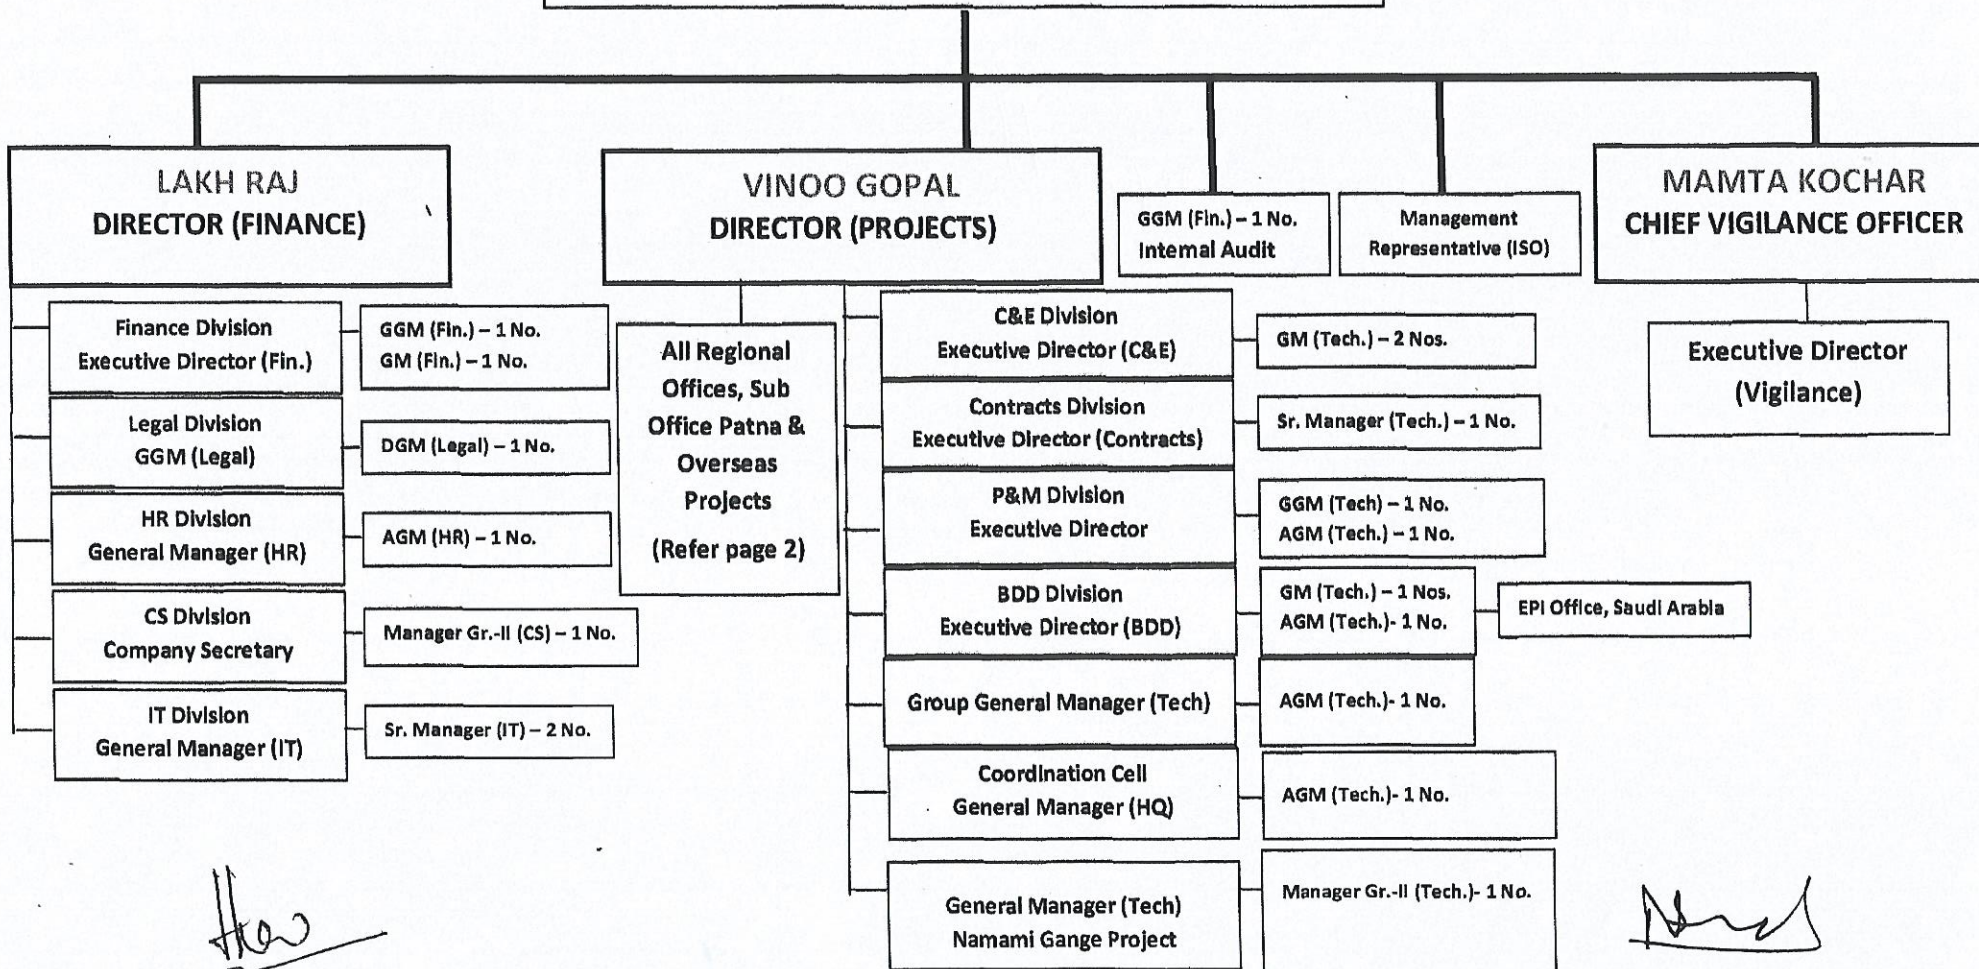 LAKH RAJ
DIRECTOR (FINANCE)
VINOO GOPAL
DIRECTOR (PROJECTS)
GGM (Fin.) – 1 No.
Internal Audit
Management
Representative (ISO)
MAMTA KOCHAR
CHIEF VIGILANCE OFFICER
Finance Division
Executive Director (Fin.)
GGM (Fin.) – 1 No.
GM (Fin.) – 1 No.
Legal Division
GGM (Legal)
DGM (Legal) – 1 No.
HR Division
General Manager (HR)
AGM (HR) – 1 No.
CS Division
Company Secretary
Manager Gr.-II (CS) – 1 No.
IT Division
General Manager (IT)
Sr. Manager (IT) – 2 No.
All Regional
Offices, Sub
Office Patna &
Overseas
Projects
(Refer page 2)
C&E Division
Executive Director (C&E)
GM (Tech.) – 2 Nos.
Contracts Division
Executive Director (Contracts)
Sr. Manager (Tech.) – 1 No.
P&M Division
Executive Director
GGM (Tech) – 1 No.
AGM (Tech.) – 1 No.
BDD Division
Executive Director (BDD)
GM (Tech.) – 1 Nos.
AGM (Tech.)- 1 No.
EPI Office, Saudi Arabia
Group General Manager (Tech)
AGM (Tech.)- 1 No.
Coordination Cell
General Manager (HQ)
AGM (Tech.)- 1 No.
General Manager (Tech)
Namami Gange Project
Manager Gr.-II (Tech.)- 1 No.
Executive Director
(Vigilance)